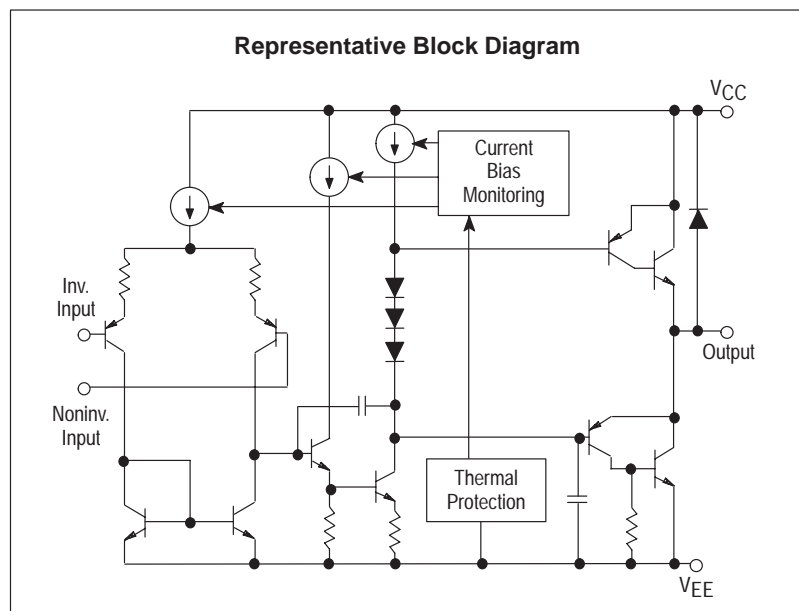 Representative Block Diagram
VCC
Current
Bias
Monitoring
Inv.
Input
Output
Noninv.
Input
Thermal
Protection
VEE